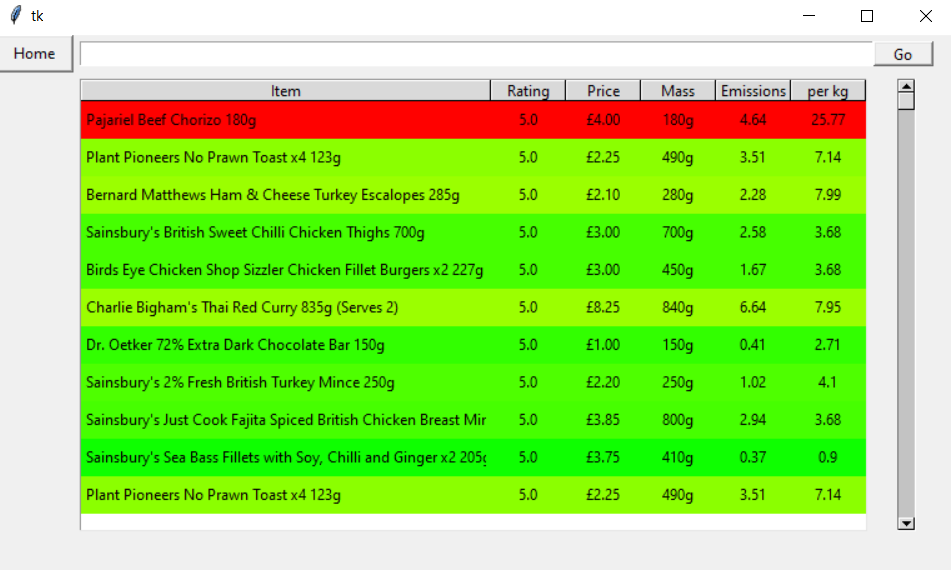 tk
Home Go
Item Rating Price Mass Emissions per kg
Pajariel Beef Chorizo 180g 5.0 £4.00 180g 4.64 25.77
Plant Pioneers No Prawn Toast x4 123g 5.0 £2.25 490g 3.51 7.14
Bernard Matthews Ham & Cheese Turkey Escalopes 285g 5.0 £2.10 280g 2.28 7.99
Sainsbury's British Sweet Chilli Chicken Thighs 700g 5.0 £3.00 700g 2.58 3.68
Birds Eye Chicken Shop Sizzler Chicken Fillet Burgers x2 227g 5.0 £3.00 450g 1.67 3.68
Charlie Bigham's Thai Red Curry 835g (Serves 2) 5.0 £8.25 840g 6.64 7.95
Dr. Oetker 72% Extra Dark Chocolate Bar 150g 5.0 £1.00 150g 0.41 2.71
Sainsbury's 2% Fresh British Turkey Mince 250g 5.0 £2.20 250g 1.02 4.1
Sainsbury's Just Cook Fajita Spiced British Chicken Breast Mir 5.0 £3.85 800g 2.94 3.68
Sainsbury's Sea Bass Fillets with Soy, Chilli and Ginger x2 205g 5.0 £3.75 410g 0.37 0.9
Plant Pioneers No Prawn Toast x4 123g 5.0 £2.25 490g 3.51 7.14